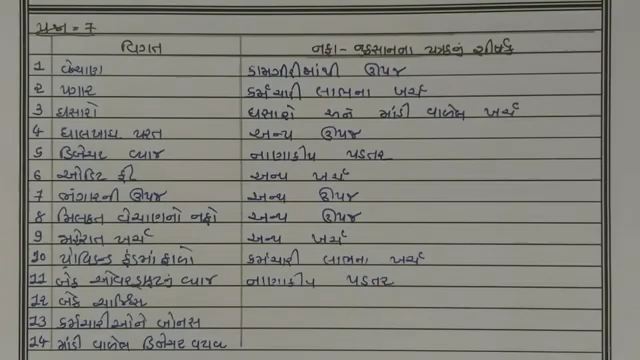 પ્રશ્ન = 7
વિગત નફા - નુકસાનના પત્રકનું શીર્ષક
1 વેચાણ કામગીરીમાંથી ઊપજ
2 પગાર કર્મચારી લાભના ખર્ચ
3 ઘસારો ઘસારો અને માંડી વાળેલ ખર્ચ
4 ઘાલખાધ પરત અન્ય ઊપજ
5 ડિબેન્ચર વ્યાજ નાણાકીય પડતર
6 ઓડિટ ફી અન્ય ખર્ચ
7 ભંગારની ઊપજ અન્ય ઊપજ
8 મિલકત વેચાણનો નફો અન્ય ઊપજ
9 મરંમત ખર્ચ અન્ય ખર્ચ
10 પ્રોવિડન્ડ ફંડમાં ફાળો કર્મચારી લાભના ખર્ચ
11 બેંક ઓવરડ્રાફ્ટનું વ્યાજ નાણાકીય પડતર
12 બેંક ચાર્જિસ
13 કર્મચારીઓને બોનસ
14 માંડી વાળેલ ડિબેન્ચર વટાવ